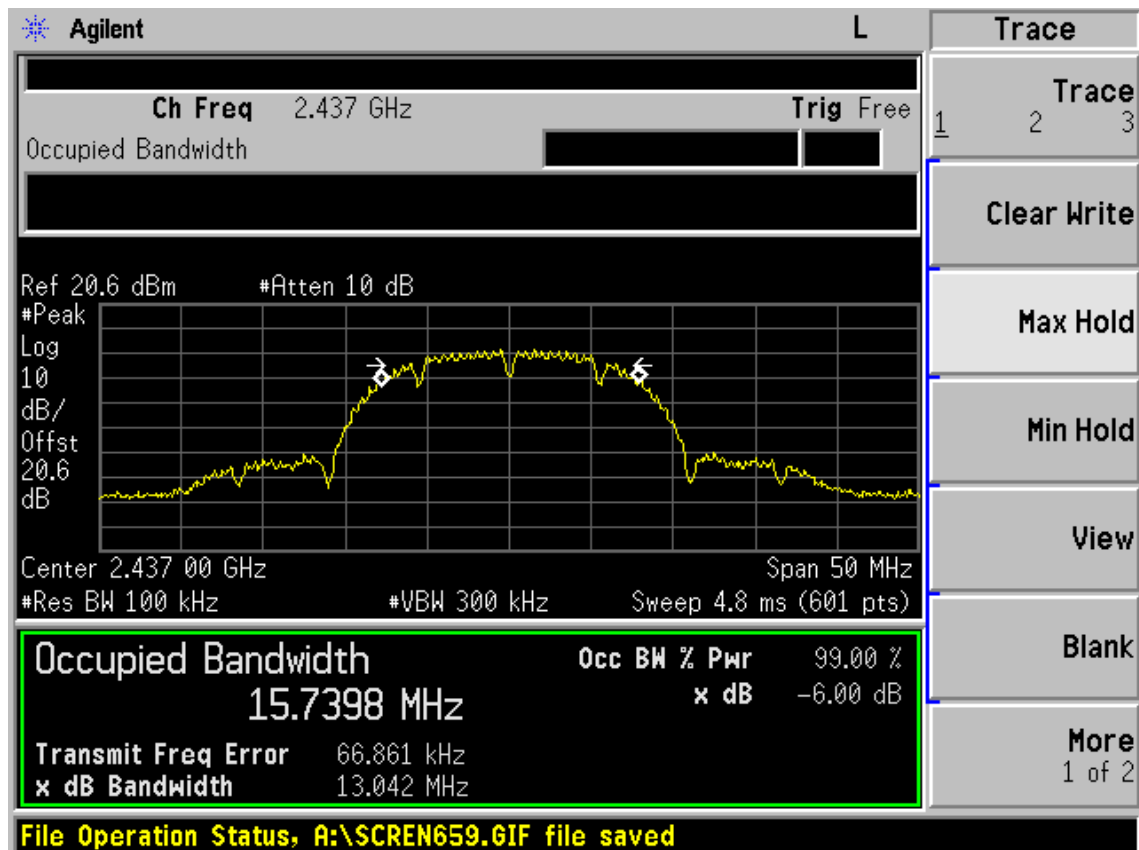 Agilent L Trace
Ch Freq 2.437 GHz Trig Free
Occupied Bandwidth
Trace
1 2 3
Clear Write
Max Hold
Min Hold
View
Blank
More
1 of 2
Ref 20.6 dBm #Atten 10 dB
#Peak
Log
10
dB/
Offst
20.6
dB
Center 2.437 00 GHz Span 50 MHz
#Res BW 100 kHz #VBW 300 kHz Sweep 4.8 ms (601 pts)
Occupied Bandwidth Occ BW % Pwr 99.00 %
15.7398 MHz x dB -6.00 dB
Transmit Freq Error 66.861 kHz
x dB Bandwidth 13.042 MHz
File Operation Status, A:\SCREN659.GIF file saved